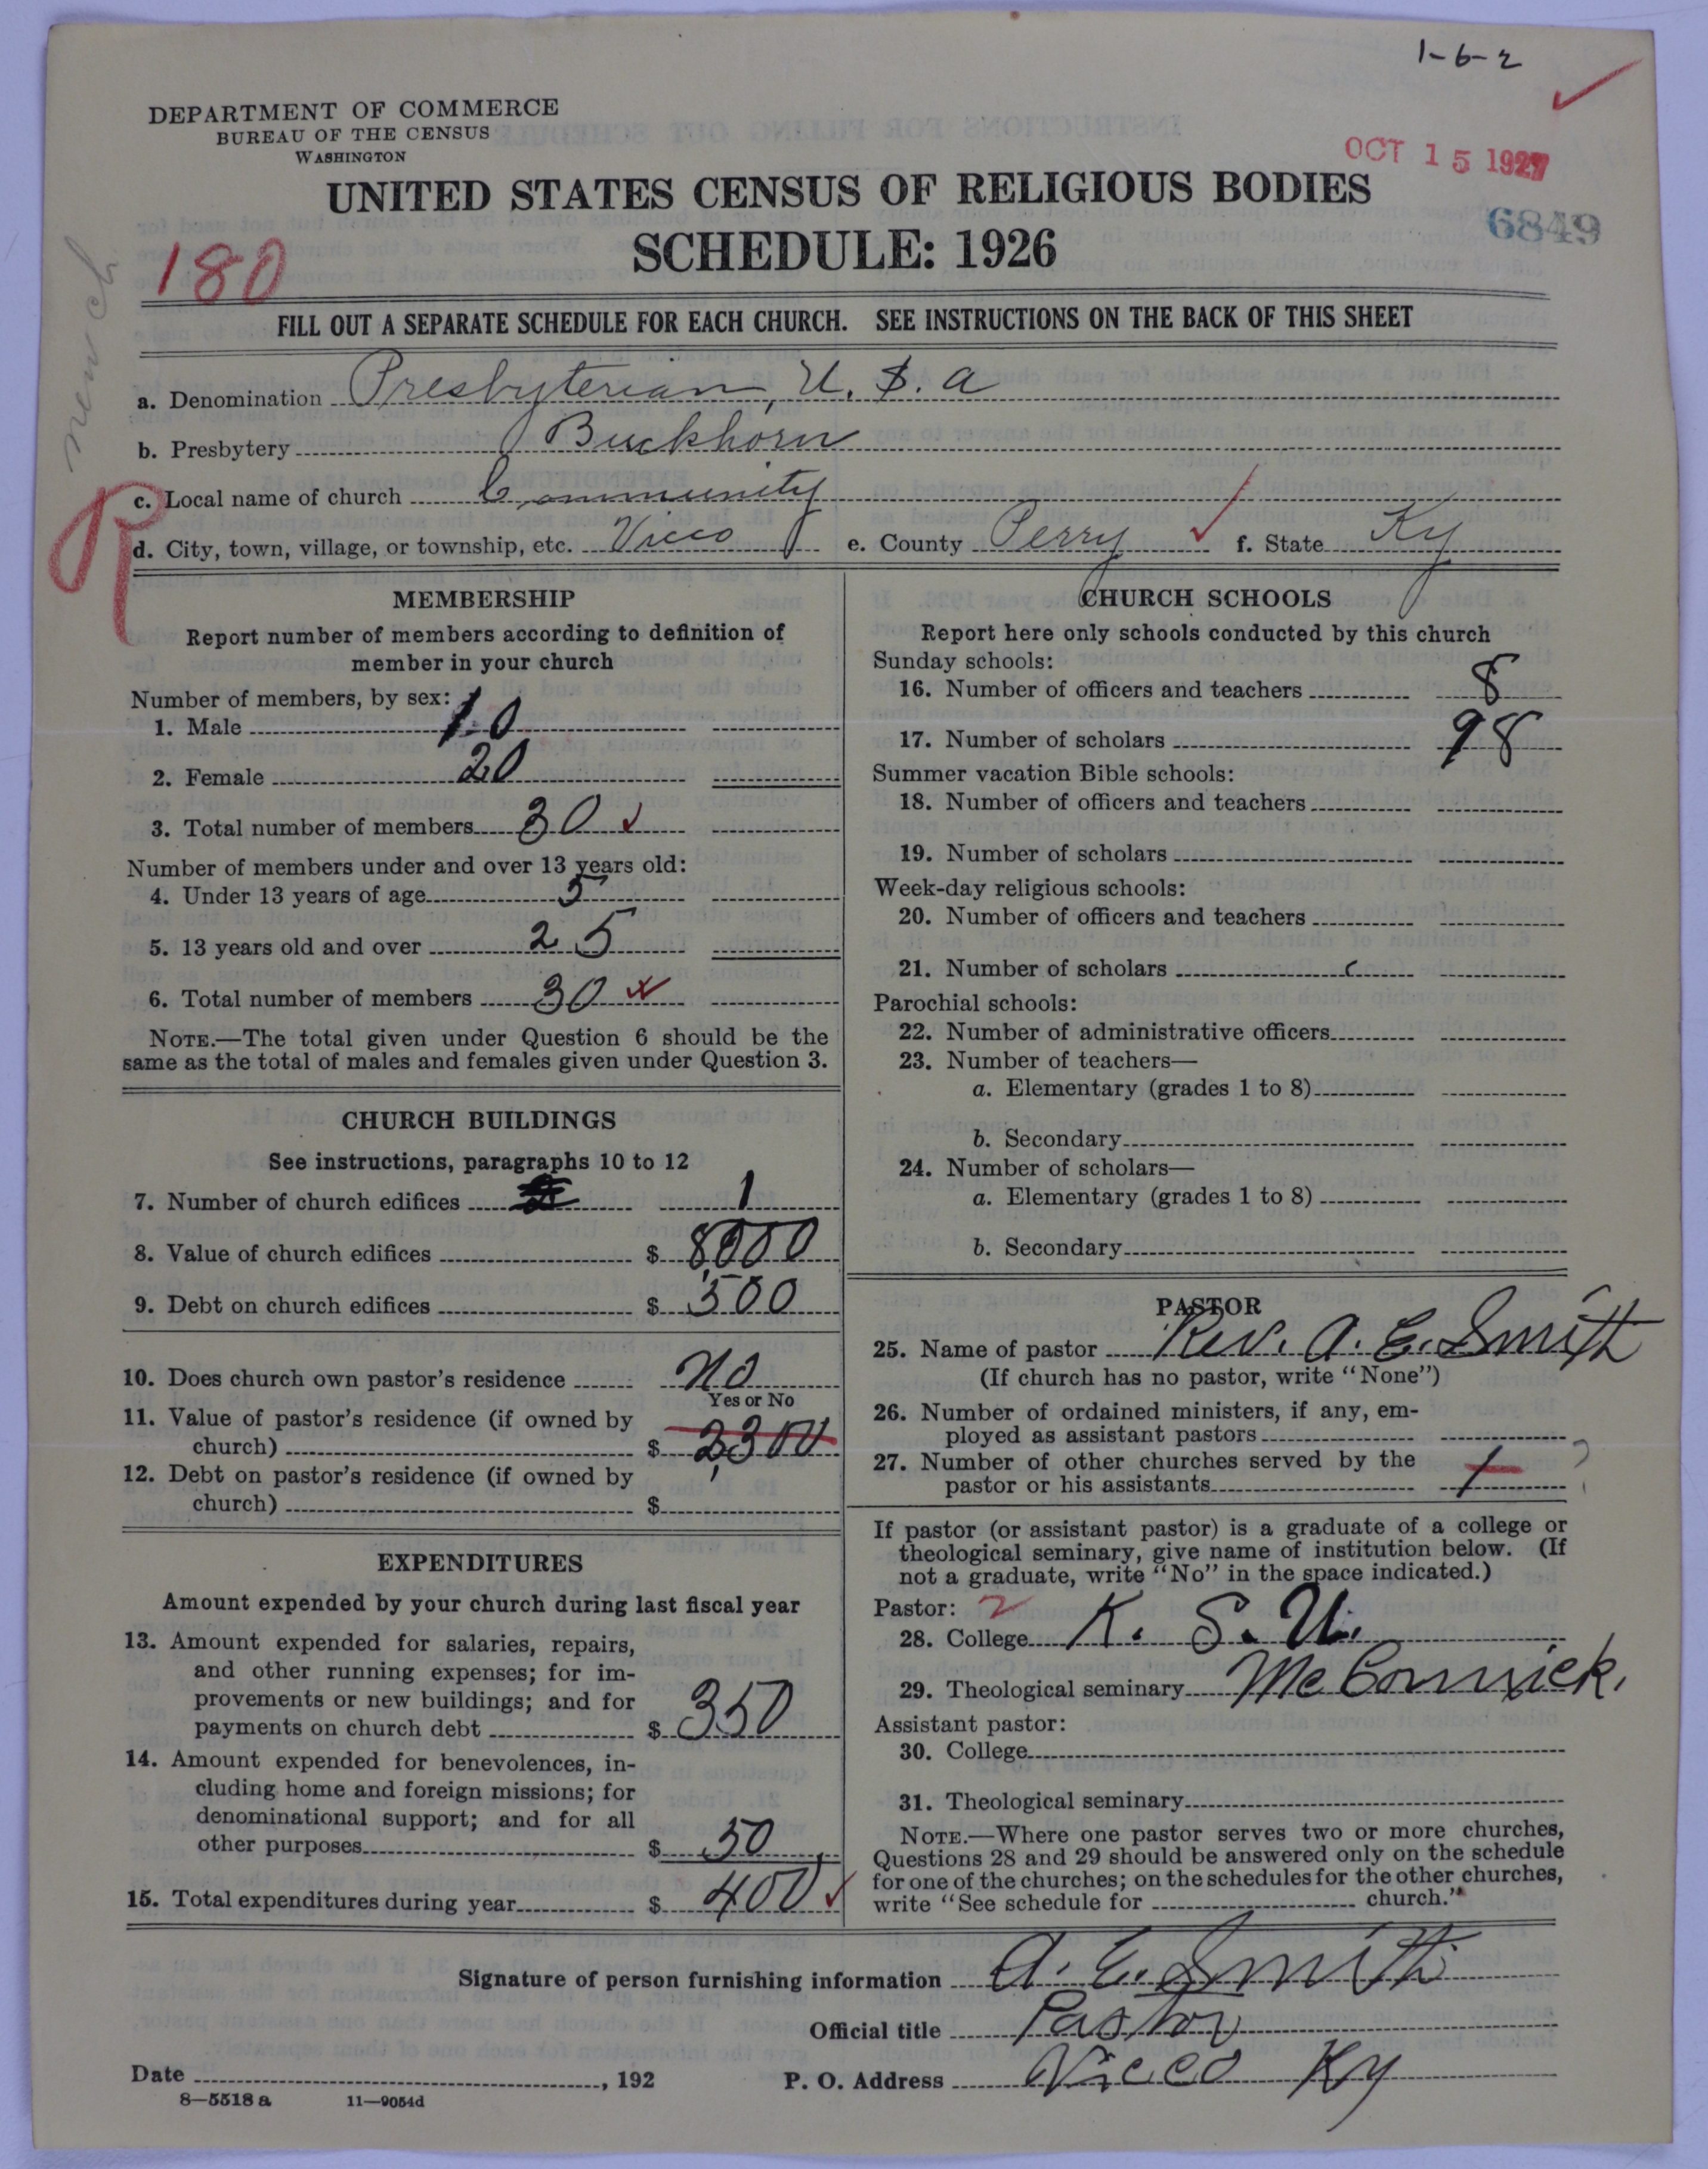 1-6-2
DEPARTMENT OF COMMERCE
BUREAU OF THE CENSUS
WASHINGTON
OCT 15 1927
UNITED STATES CENSUS OF RELIGIOUS BODIES
6849
SCHEDULE: 1926
180
FILL OUT A SEPARATE SCHEDULE FOR EACH CHURCH. SEE INSTRUCTIONS ON THE BACK OF THIS SHEET
a. Denomination Presbyterian, U. S. a
b. Presbytery Buckhorn
c. Local name of church Community
R
d. City, town, village, or township, etc. Vicco e. County Perry f. State Ky
MEMBERSHIP
Report number of members according to definition of
member in your church
Number of members, by sex:
1. Male 10
2. Female 20
3. Total number of members 30
Number of members under and over 13 years old:
4. Under 13 years of age 5
5. 13 years old and over 25
6. Total number of members 30
NOTE.—The total given under Question 6 should be the
same as the total of males and females given under Question 3.
CHURCH BUILDINGS
See instructions, paragraphs 10 to 12
7. Number of church edifices 1
8. Value of church edifices $ 8,000
9. Debt on church edifices $ 500
10. Does church own pastor's residence No
Yes or No
11. Value of pastor's residence (if owned by
church) $ 2,300
12. Debt on pastor's residence (if owned by
church) $
EXPENDITURES
Amount expended by your church during last fiscal year
13. Amount expended for salaries, repairs,
and other running expenses; for im-
provements or new buildings; and for
payments on church debt $ 350
14. Amount expended for benevolences, in-
cluding home and foreign missions; for
denominational support; and for all
other purposes $ 50
15. Total expenditures during year $ 400
CHURCH SCHOOLS
Report here only schools conducted by this church
Sunday schools:
16. Number of officers and teachers 8
17. Number of scholars 98
Summer vacation Bible schools:
18. Number of officers and teachers
19. Number of scholars
Week-day religious schools:
20. Number of officers and teachers
21. Number of scholars
Parochial schools:
22. Number of administrative officers
23. Number of teachers—
a. Elementary (grades 1 to 8)
b. Secondary
24. Number of scholars—
a. Elementary (grades 1 to 8)
b. Secondary
PASTOR
25. Name of pastor Rev. A. E. Smith
(If church has no pastor, write "None")
26. Number of ordained ministers, if any, em-
ployed as assistant pastors
27. Number of other churches served by the
pastor or his assistants 1 ?
If pastor (or assistant pastor) is a graduate of a college or
theological seminary, give name of institution below. (If
not a graduate, write "No" in the space indicated.)
Pastor: 2
28. College K. S. U.
29. Theological seminary McCormick.
Assistant pastor:
30. College
31. Theological seminary
NOTE.—Where one pastor serves two or more churches,
Questions 28 and 29 should be answered only on the schedule
for one of the churches; on the schedules for the other churches,
write "See schedule for church."
Signature of person furnishing information A. E. Smith
Official title Pastor
Date , 192 P. O. Address Vicco Ky
8—5518 a 11—9054d